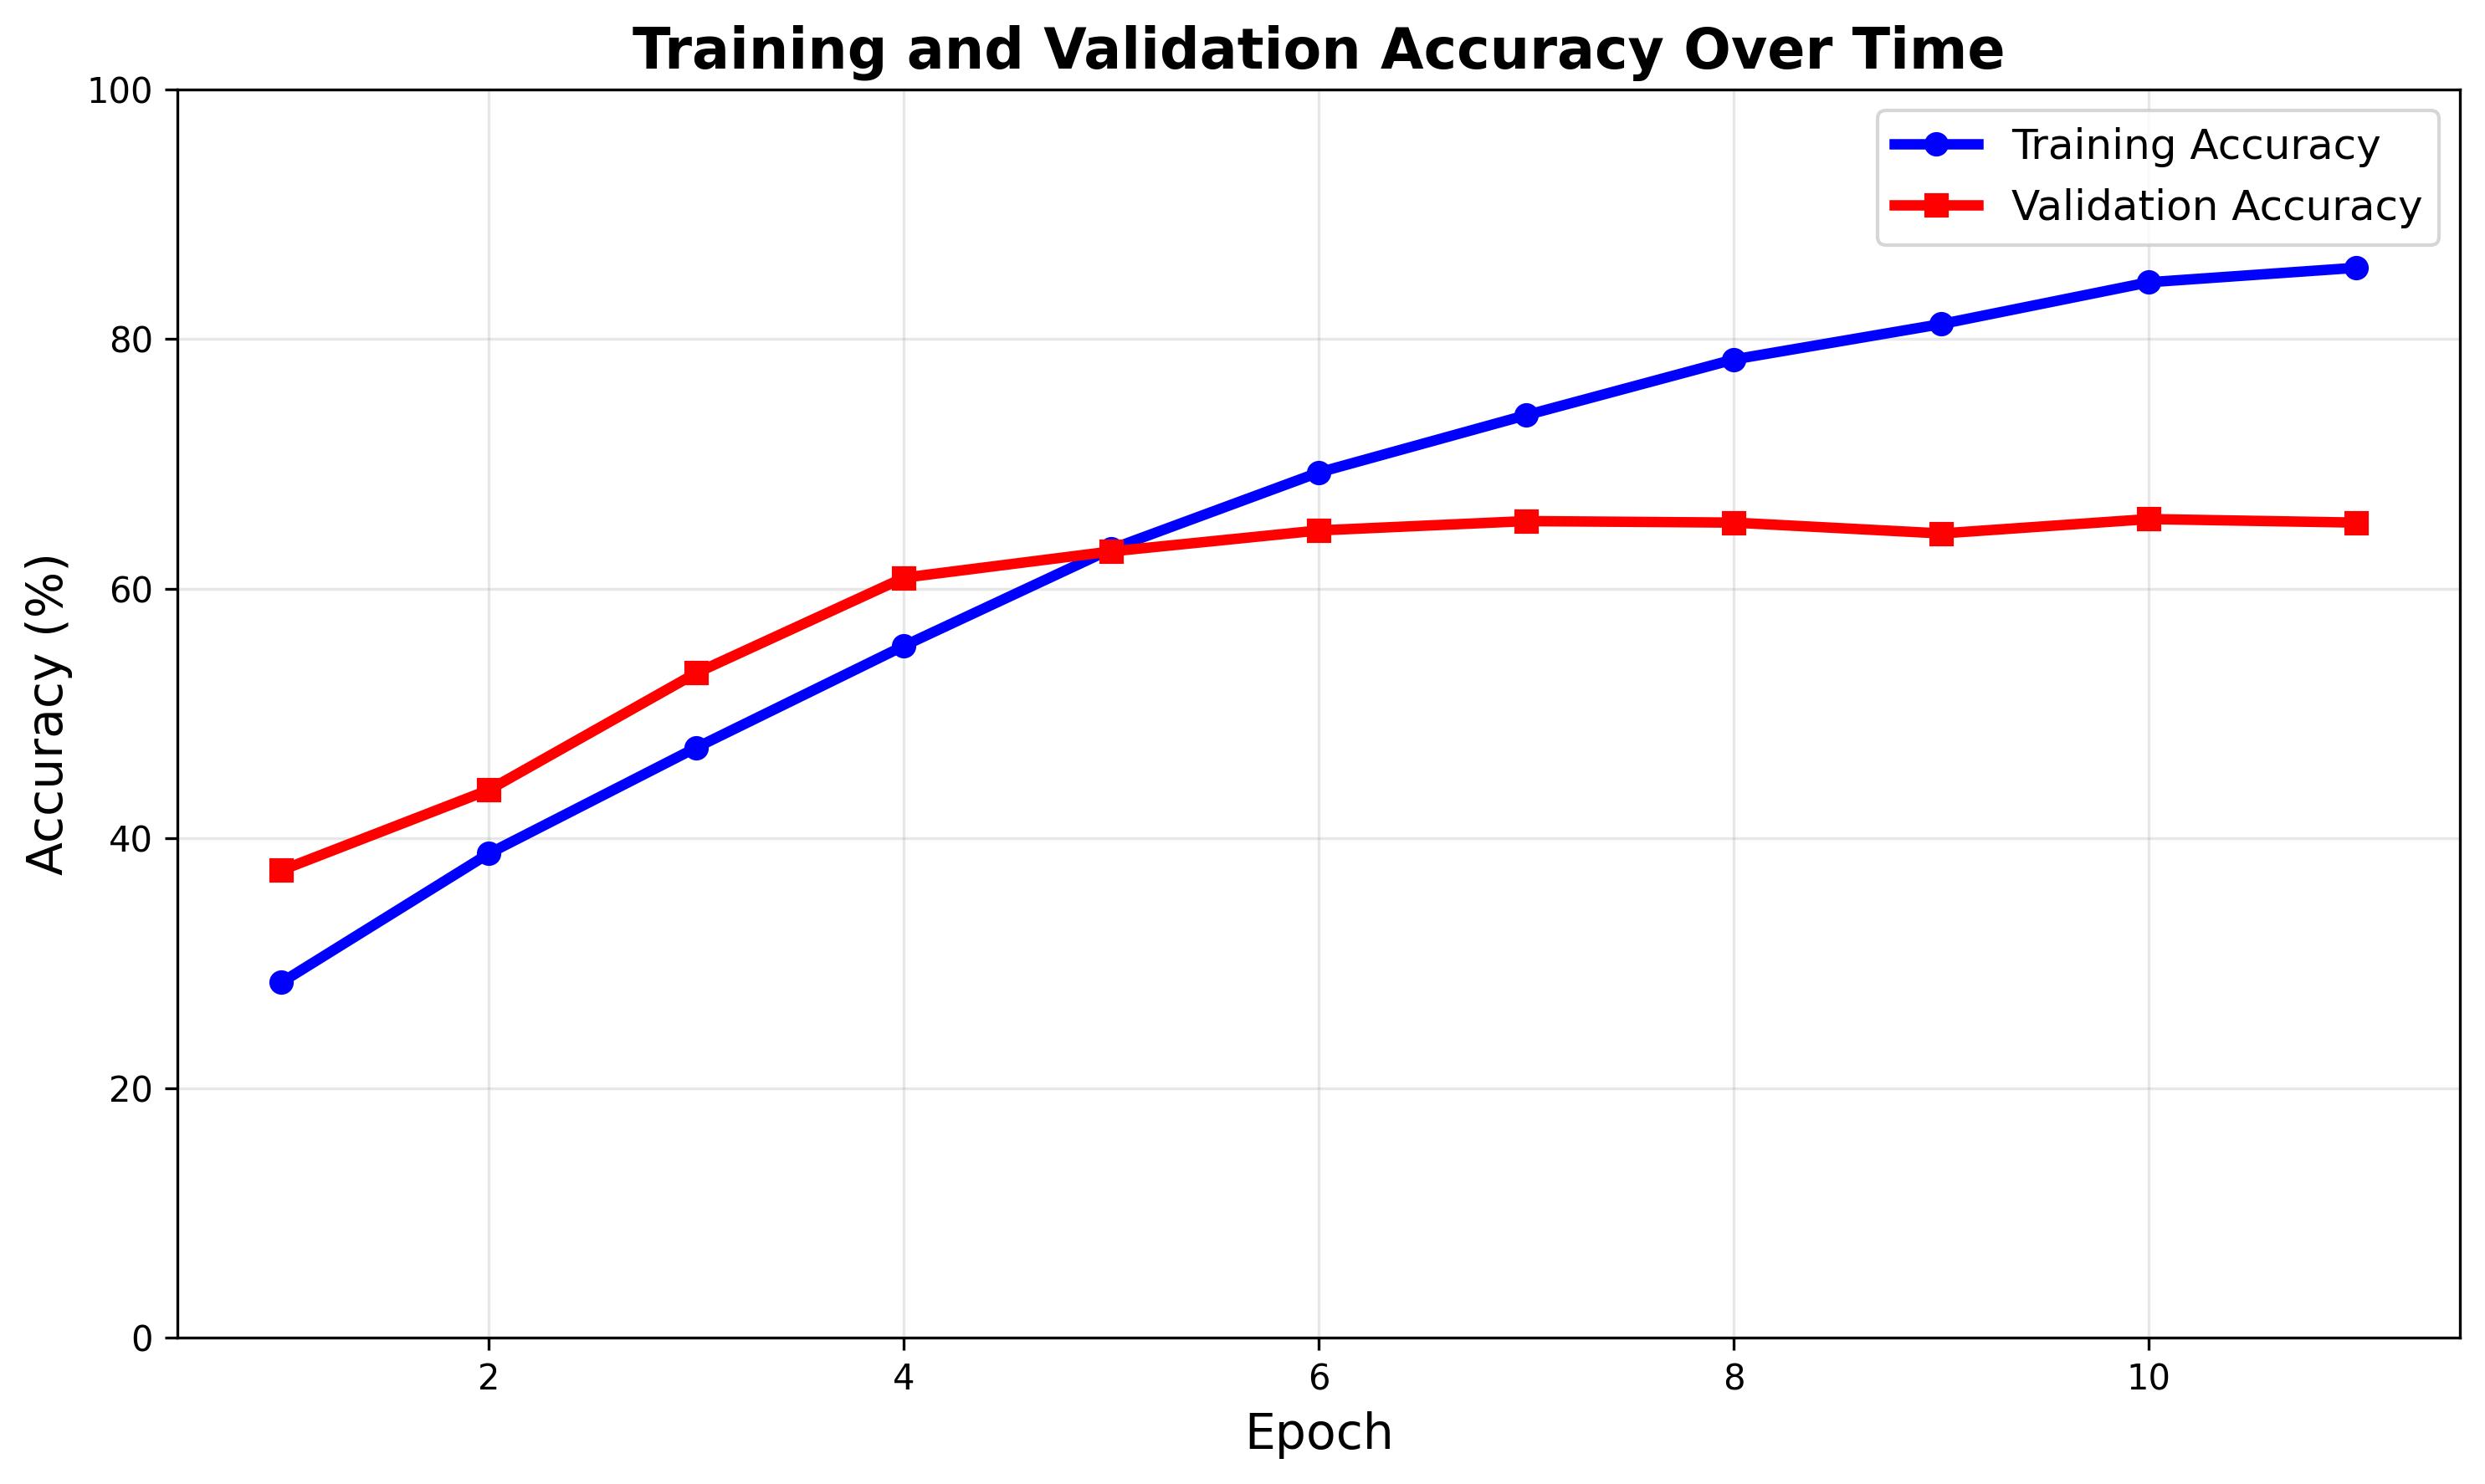 Training and Validation Accuracy Over Time
Training Accuracy
Validation Accuracy
100
80
60
40
20
0
Accuracy (%)
2 4 6 8 10
Epoch